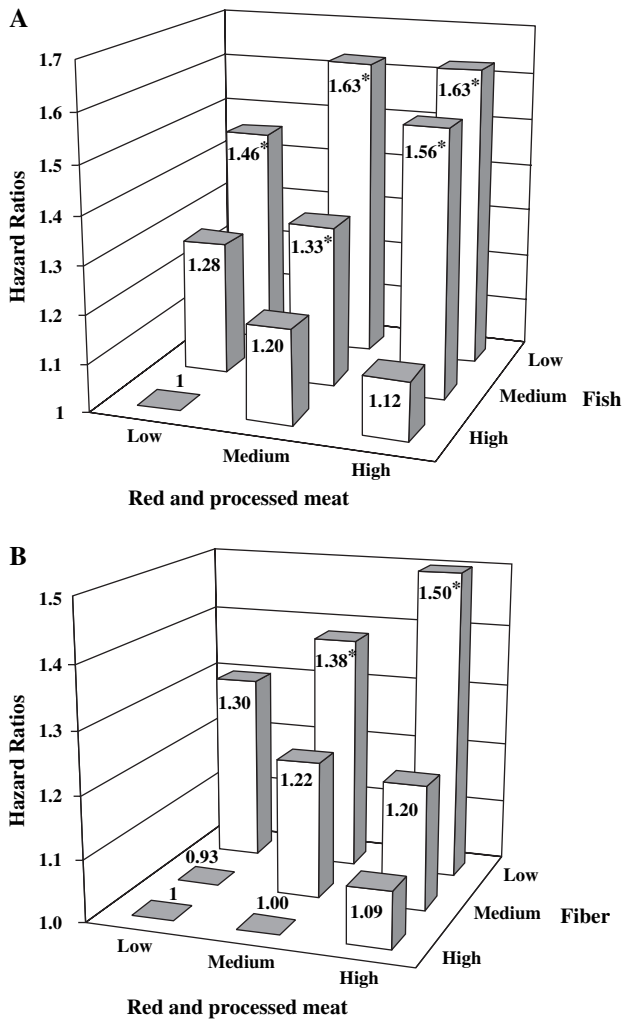 A
1.7
1.6
1.5
1.4
1.3
1.2
1.1
1
Hazard Ratios
1.63*
1.63*
1.46*
1.56*
1.33*
1.28
1.20
1.12
1
Low
Medium
High
Low
Medium
High
Fish
Red and processed meat
B
1.5
1.4
1.3
1.2
1.1
1.0
Hazard Ratios
1.50*
1.38*
1.30
1.22
1.20
0.93
1
1.00
1.09
Low
Medium
High
Low
Medium
High
Fiber
Red and processed meat